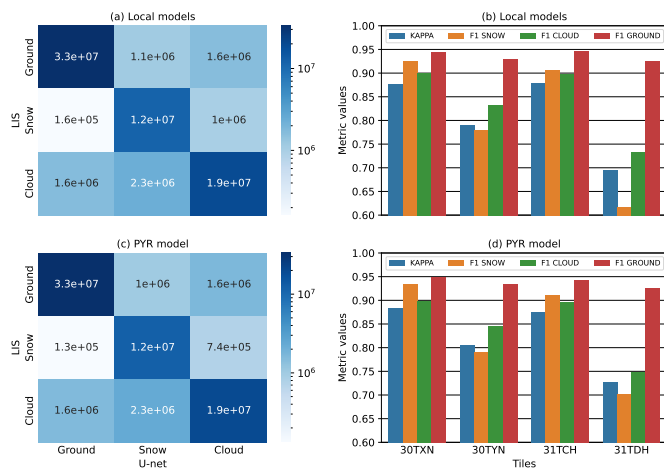 (a) Local models
Ground
3.3e+07
1.1e+06
1.6e+06
LIS
Snow
1.6e+05
1.2e+07
1e+06
Cloud
1.6e+06
2.3e+06
1.9e+07
10^7
10^6
(b) Local models
Metric values
1.00
0.95
0.90
0.85
0.80
0.75
0.70
0.65
0.60
KAPPA
F1 SNOW
F1 CLOUD
F1 GROUND
(c) PYR model
Ground
3.3e+07
1e+06
1.6e+06
LIS
Snow
1.3e+05
1.2e+07
7.4e+05
Cloud
1.6e+06
2.3e+06
1.9e+07
Ground
Snow
Cloud
U-net
10^7
10^6
(d) PYR model
Metric values
1.00
0.95
0.90
0.85
0.80
0.75
0.70
0.65
0.60
KAPPA
F1 SNOW
F1 CLOUD
F1 GROUND
30TXN
30TYN
31TCH
31TDH
Tiles